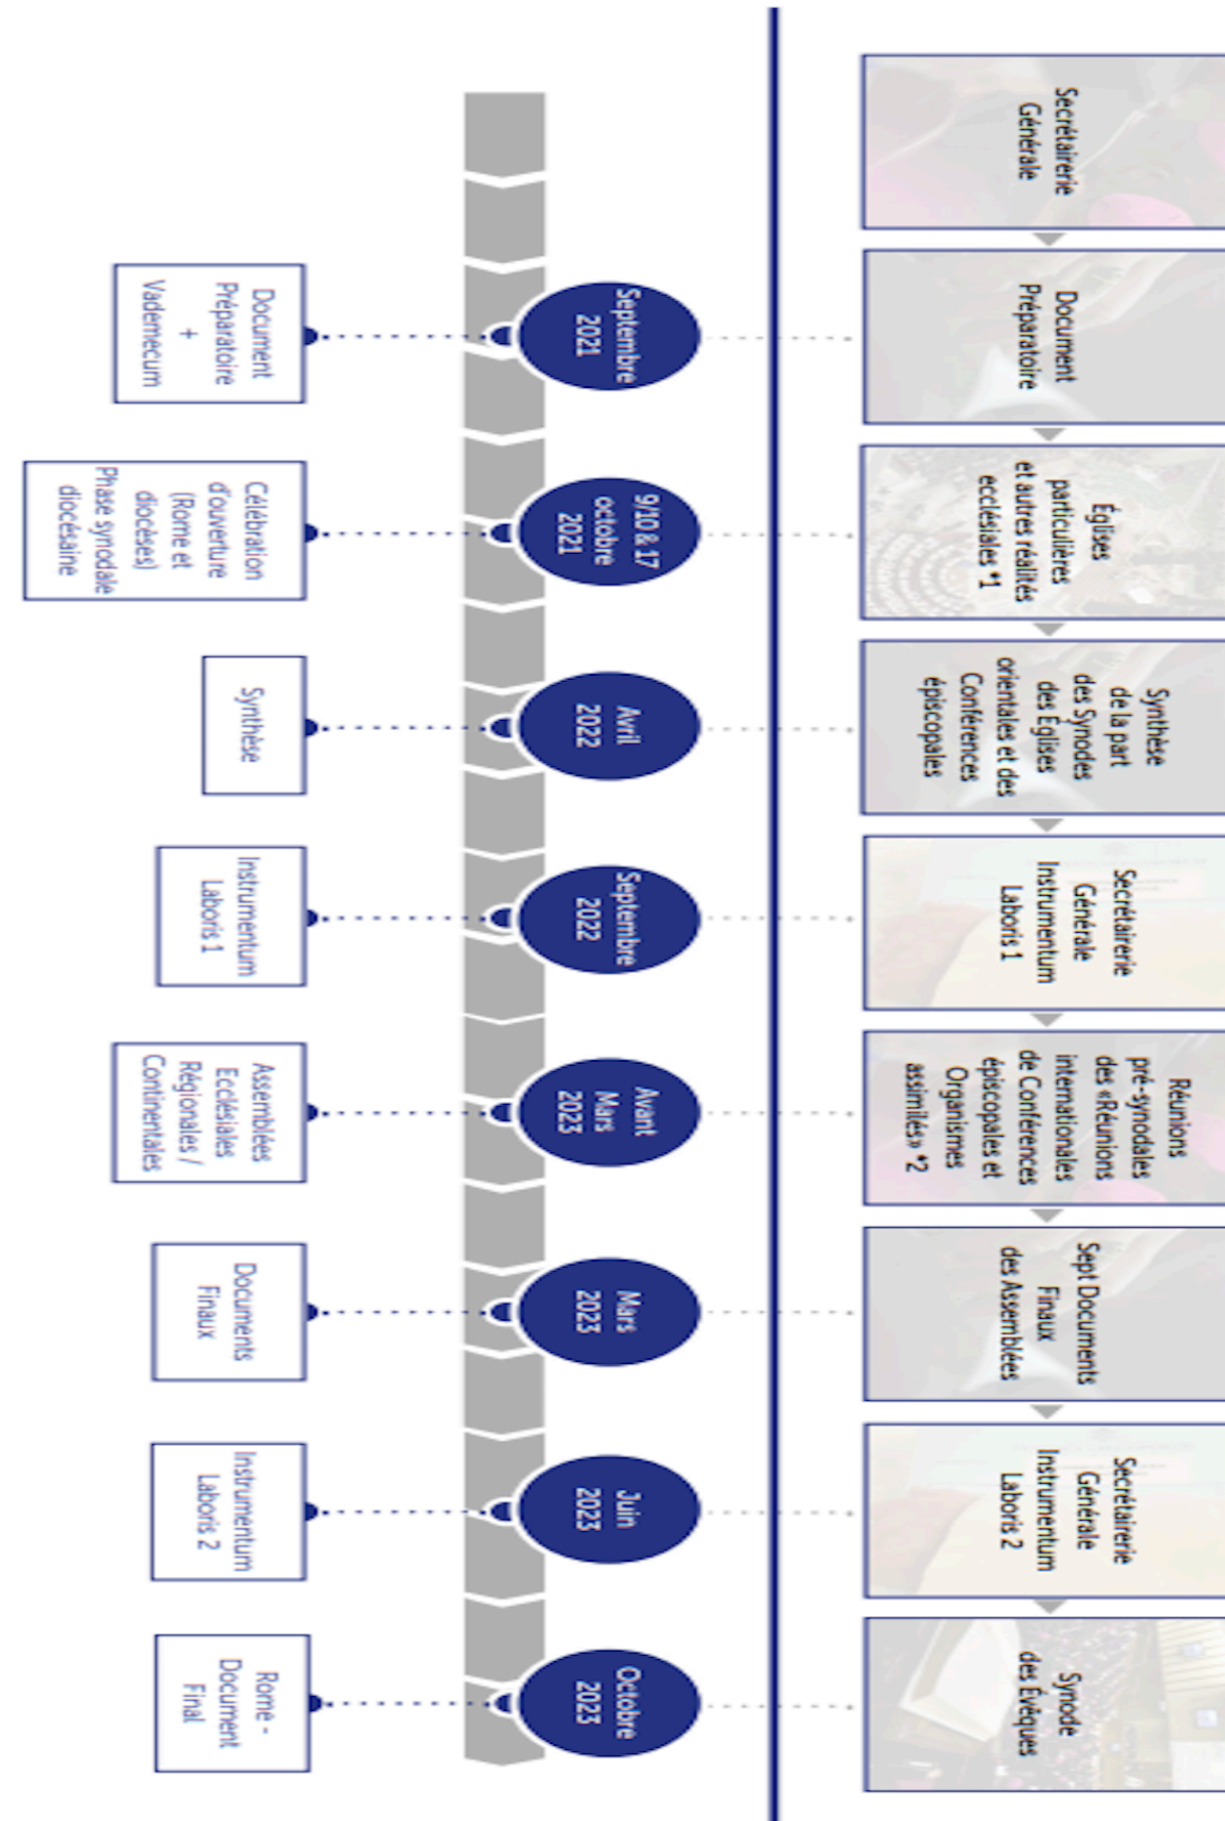 Secrétairerie
Générale
Document
Préparatoire
Églises
particulières
et autres réalités
ecclésiales *1
Synthèse
de la part
des Synodes
des Églises
orientales et des
Conférences
épiscopales
Secrétairerie
Générale
Instrumentum
Laboris 1
Réunions
pré-synodales
des «Réunions
internationales
de Conférences
épiscopales et
Organismes
assimilés» *2
Sept Documents
Finaux
des Assemblées
Secrétairerie
Générale
Instrumentum
Laboris 2
Synode
des Évêques
Septembre
2021
9/10 & 17
octobre
2021
Avril
2022
Septembre
2022
Avant
Mars
2023
Mars
2023
Juin
2023
Octobre
2023
Document
Préparatoire
+
Vademecum
Célébration
d'ouverture
(Rome et
diocèses)
Phase synodale
diocésaine
Synthèse
Instrumentum
Laboris 1
Assemblées
Ecclésiales
Régionales /
Continentales
Documents
Finaux
Instrumentum
Laboris 2
Rome -
Document
Final